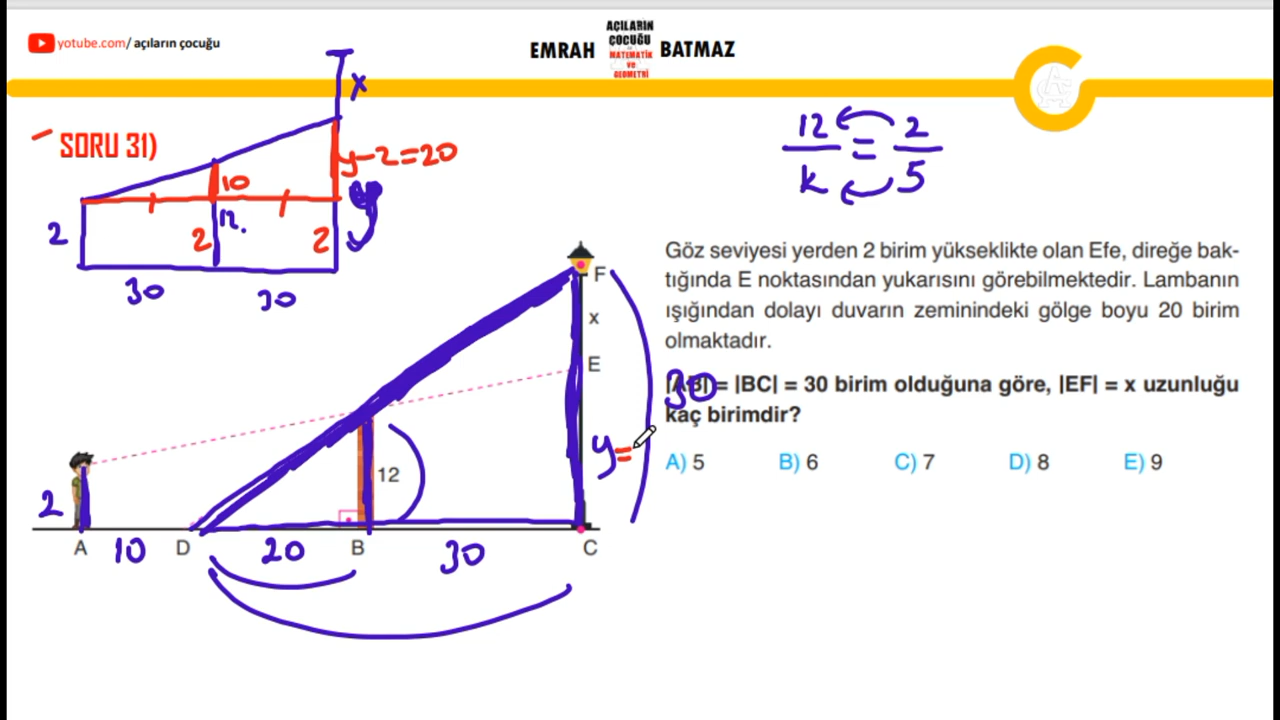 yotube.com/ açıların çocuğu
EMRAH
AÇILARIN
ÇOCUĞU
ile
MATEMATİK
ve
GEOMETRİ
BATMAZ
SORU 31)
x
y-2=20
10
12.
2
2
2
y
30
30
12 = 2
k 5
Göz seviyesi yerden 2 birim yükseklikte olan Efe, direğe bak-
tığında E noktasından yukarısını görebilmektedir. Lambanın
ışığından dolayı duvarın zeminindeki gölge boyu 20 birim
olmaktadır.
|AB| = |BC| = 30 birim olduğuna göre, |EF| = x uzunluğu
kaç birimdir?
30
A) 5
B) 6
C) 7
D) 8
E) 9
F
x
E
y=
12
2
A
10
D
20
B
30
C